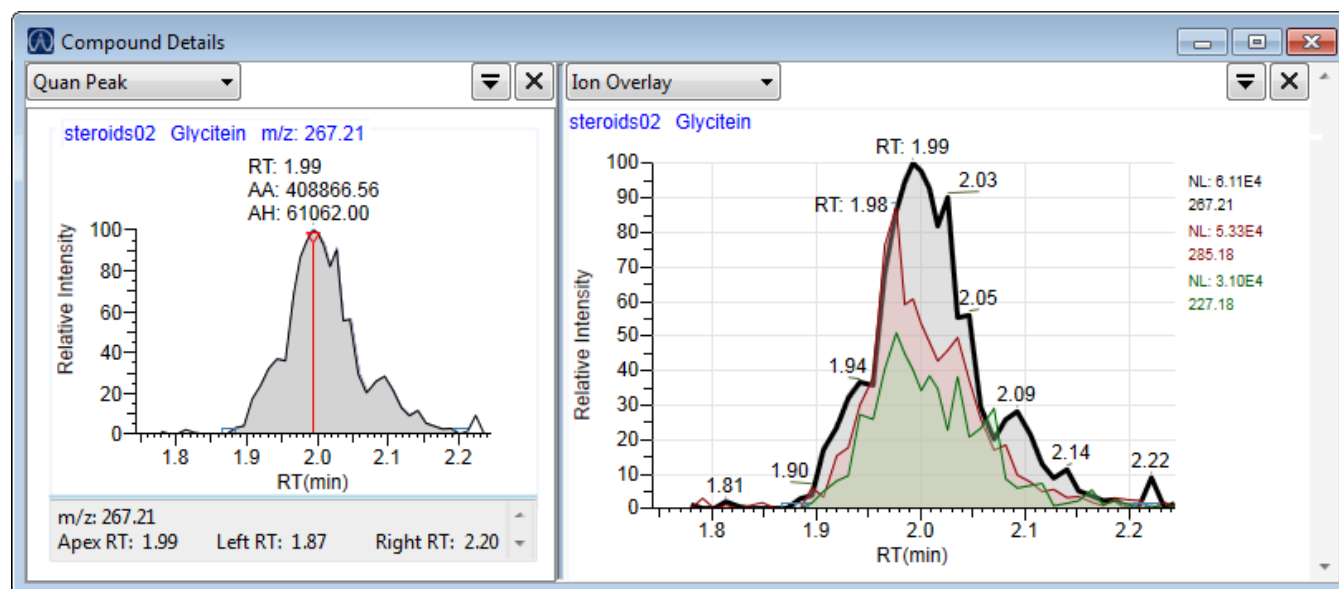 Compound Details
Quan Peak
steroids02 Glycitein m/z: 267.21
RT: 1.99
AA: 408866.56
AH: 61062.00
100
80
60
40
20
0
Relative Intensity
1.8 1.9 2.0 2.1 2.2
RT(min)
m/z: 267.21
Apex RT: 1.99 Left RT: 1.87 Right RT: 2.20
Ion Overlay
steroids02 Glycitein
RT: 1.99
2.03
RT: 1.98
2.05
1.94
2.09
1.90
2.14
1.81
2.22
100
90
80
70
60
50
40
30
20
10
0
Relative Intensity
1.8 1.9 2.0 2.1 2.2
RT(min)
NL: 6.11E4
267.21
NL: 5.33E4
285.18
NL: 3.10E4
227.18